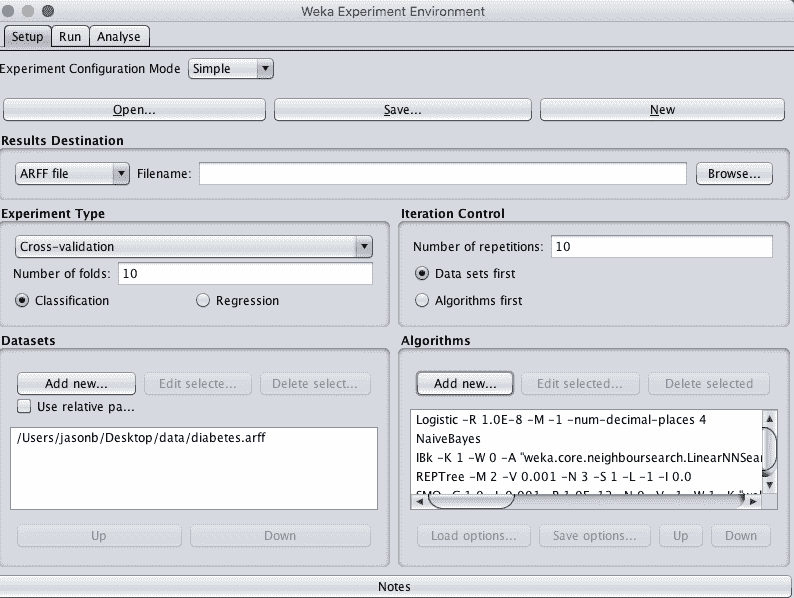 Weka Experiment Environment
Setup Run Analyse
Experiment Configuration Mode Simple
Open... Save... New
Results Destination
ARFF file Filename: Browse...
Experiment Type
Cross-validation
Number of folds: 10
Classification Regression
Iteration Control
Number of repetitions: 10
Data sets first
Algorithms first
Datasets
Add new... Edit selecte... Delete select...
Use relative pa...
/Users/jasonb/Desktop/data/diabetes.arff
Up Down
Algorithms
Add new... Edit selected... Delete selected
Logistic -R 1.0E-8 -M -1 -num-decimal-places 4
NaiveBayes
IBk -K 1 -W 0 -A "weka.core.neighboursearch.LinearNNSear
REPTree -M 2 -V 0.001 -N 3 -S 1 -L -1 -I 0.0
Load options... Save options... Up Down
Notes